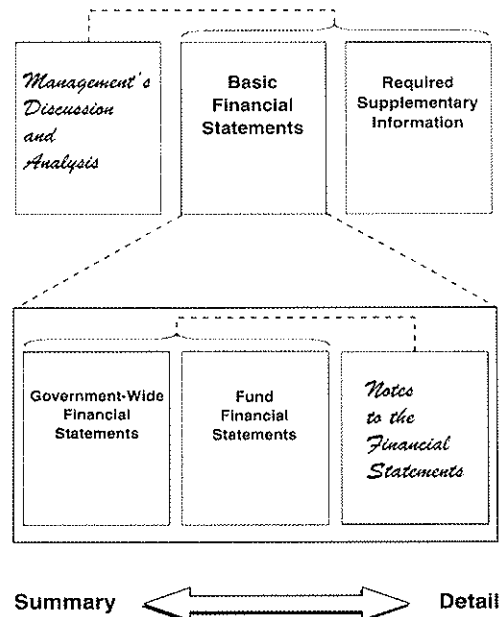 Management's
Discussion
and
Analysis
Basic
Financial
Statements
Required
Supplementary
Information
Government-Wide
Financial
Statements
Fund
Financial
Statements
Notes
to the
Financial
Statements
Summary
Detail